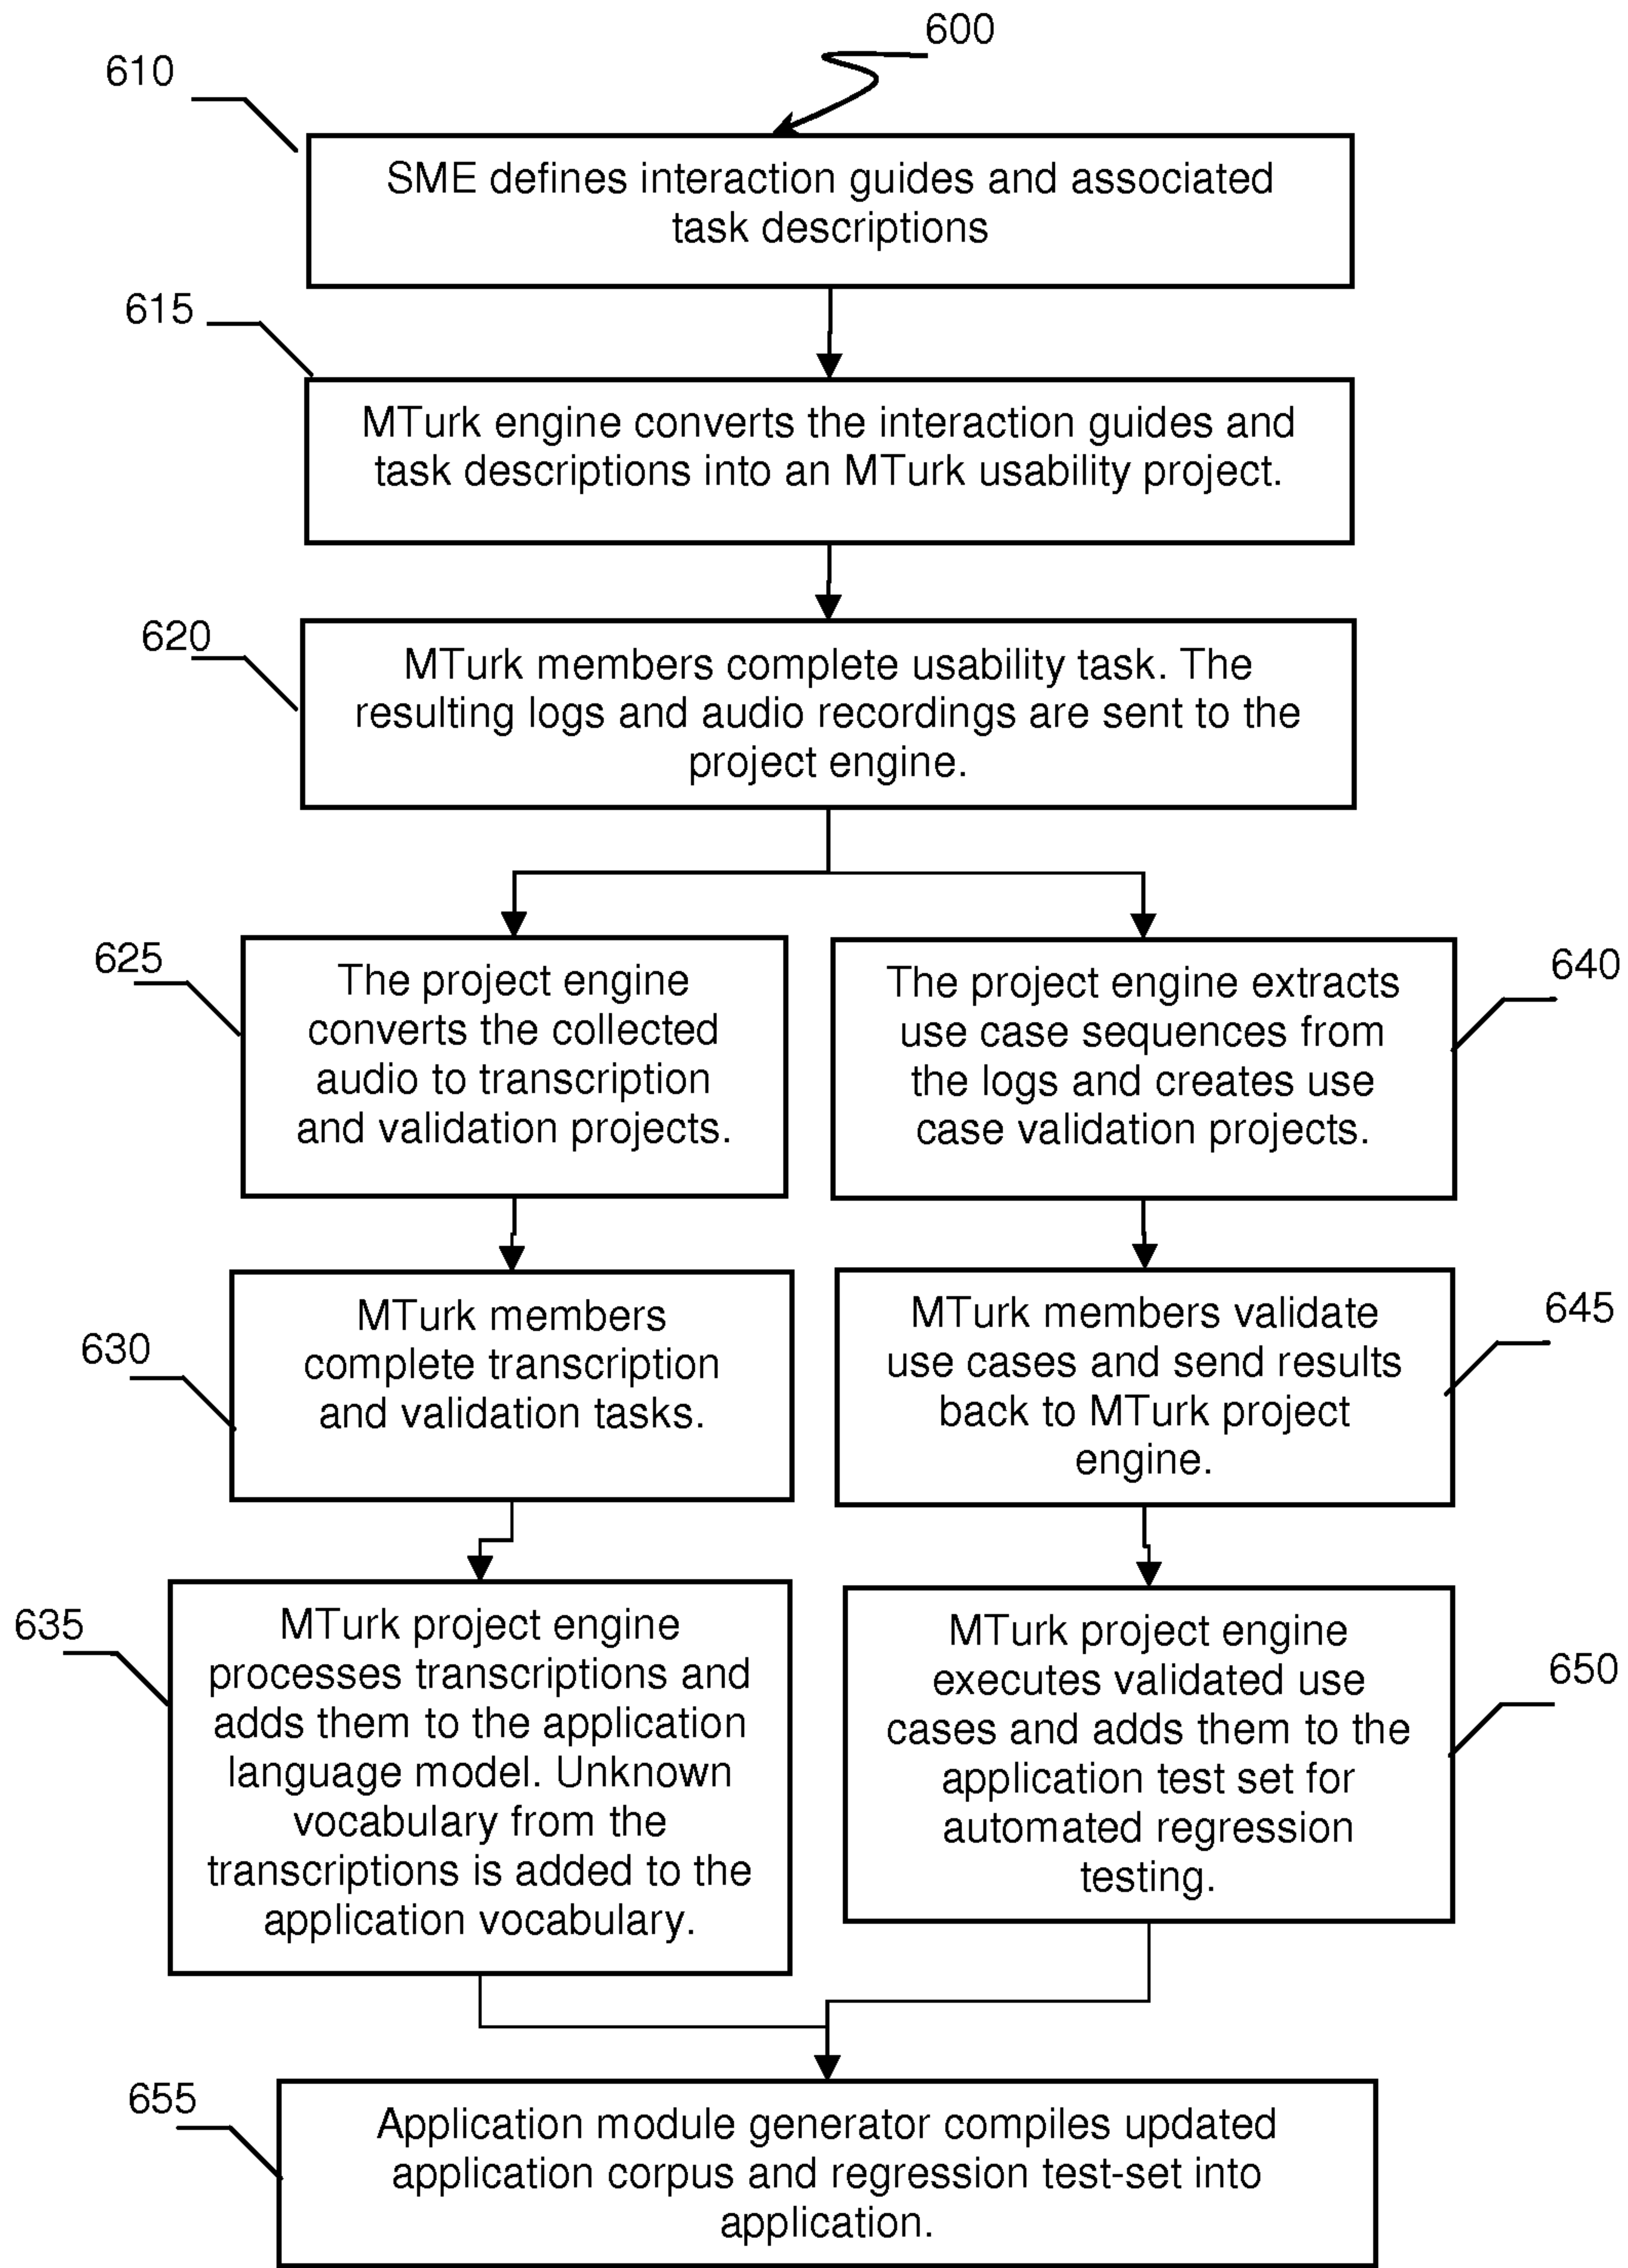 600
610
SME defines interaction guides and associated
task descriptions
615
MTurk engine converts the interaction guides and
task descriptions into an MTurk usability project.
620
MTurk members complete usability task. The
resulting logs and audio recordings are sent to the
project engine.
625
The project engine
converts the collected
audio to transcription
and validation projects.
640
The project engine extracts
use case sequences from
the logs and creates use
case validation projects.
630
MTurk members
complete transcription
and validation tasks.
645
MTurk members validate
use cases and send results
back to MTurk project
engine.
635
MTurk project engine
processes transcriptions and
adds them to the application
language model. Unknown
vocabulary from the
transcriptions is added to the
application vocabulary.
650
MTurk project engine
executes validated use
cases and adds them to the
application test set for
automated regression
testing.
655
Application module generator compiles updated
application corpus and regression test-set into
application.